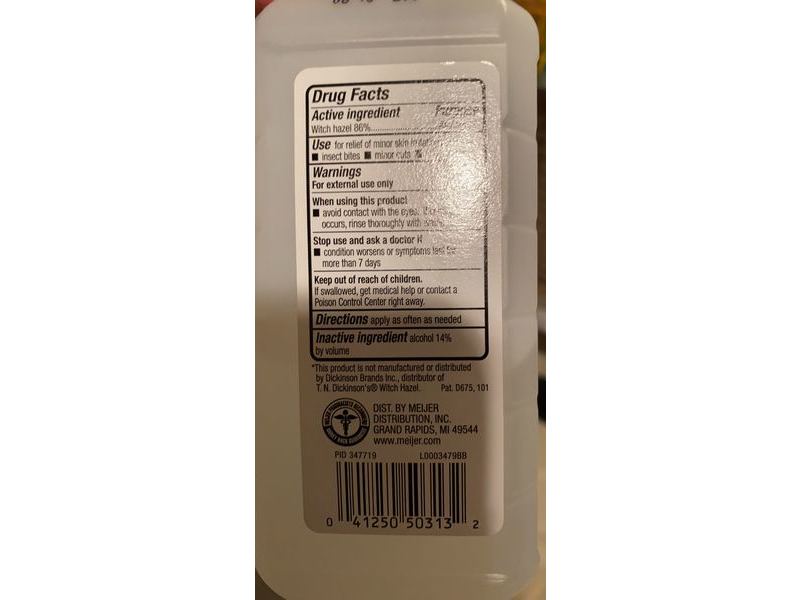 Drug Facts
Active ingredient
Witch hazel 86%
Use for relief of minor skin
■ insect bites ■ minor cuts
Warnings
For external use only
When using this product
■ avoid contact with the eyes.
occurs, rinse thoroughly with
Stop use and ask a doctor if
■ condition worsens or symptoms last for
more than 7 days
Keep out of reach of children.
If swallowed, get medical help or contact a
Poison Control Center right away.
Directions apply as often as needed
Inactive ingredient alcohol 14%
by volume
*This product is not manufactured or distributed
by Dickinson Brands Inc., distributor of
T. N. Dickinson's® Witch Hazel. Pat. D675, 101
DIST. BY MEIJER
DISTRIBUTION, INC.
GRAND RAPIDS, MI 49544
www.meijer.com
PID 347719 L0003479BB
0 41250 50313 2